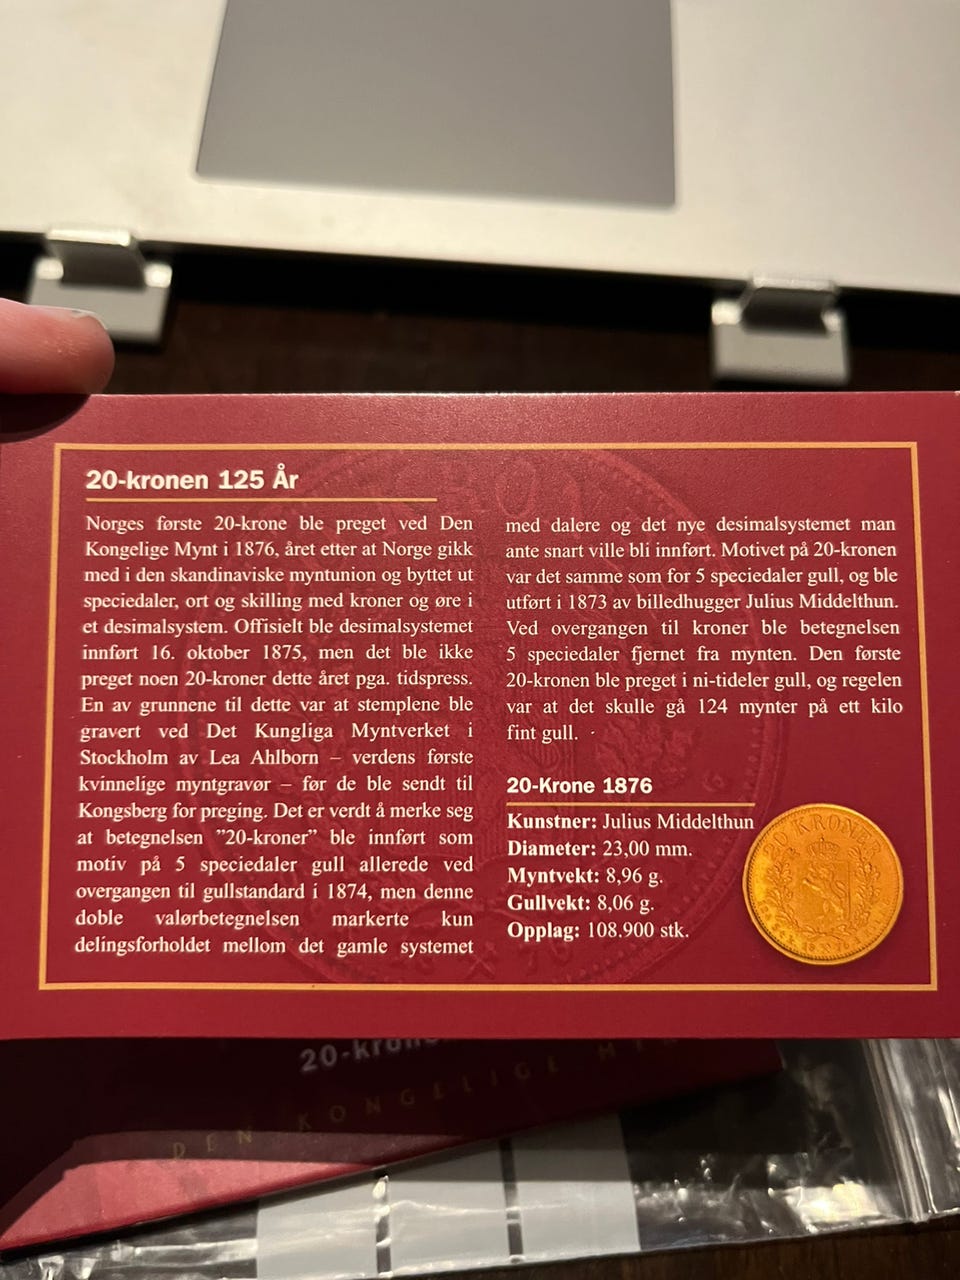 20-kronen 125 År
Norges første 20-krone ble preget ved Den
Kongelige Mynt i 1876, året etter at Norge gikk
med i den skandinaviske myntunion og byttet ut
speciedaler, ort og skilling med kroner og øre i
et desimalsystem. Offisielt ble desimalsystemet
innført 16. oktober 1875, men det ble ikke
preget noen 20-kroner dette året pga. tidspress.
En av grunnene til dette var at stemplene ble
gravert ved Det Kungliga Myntverket i
Stockholm av Lea Ahlborn – verdens første
kvinnelige myntgravør – før de ble sendt til
Kongsberg for preging. Det er verdt å merke seg
at betegnelsen ”20-kroner” ble innført som
motiv på 5 speciedaler gull allerede ved
overgangen til gullstandard i 1874, men denne
doble valørbetegnelsen markerte kun
delingsforholdet mellom det gamle systemet
med dalere og det nye desimalsystemet man
ante snart ville bli innført. Motivet på 20-kronen
var det samme som for 5 speciedaler gull, og ble
utført i 1873 av billedhugger Julius Middelthun.
Ved overgangen til kroner ble betegnelsen
5 speciedaler fjernet fra mynten. Den første
20-kronen ble preget i ni-tideler gull, og regelen
var at det skulle gå 124 mynter på ett kilo
fint gull.
20-Krone 1876
Kunstner: Julius Middelthun
Diameter: 23,00 mm.
Myntvekt: 8,96 g.
Gullvekt: 8,06 g.
Opplag: 108.900 stk.
20 KRONER
DEN KONGELIGE